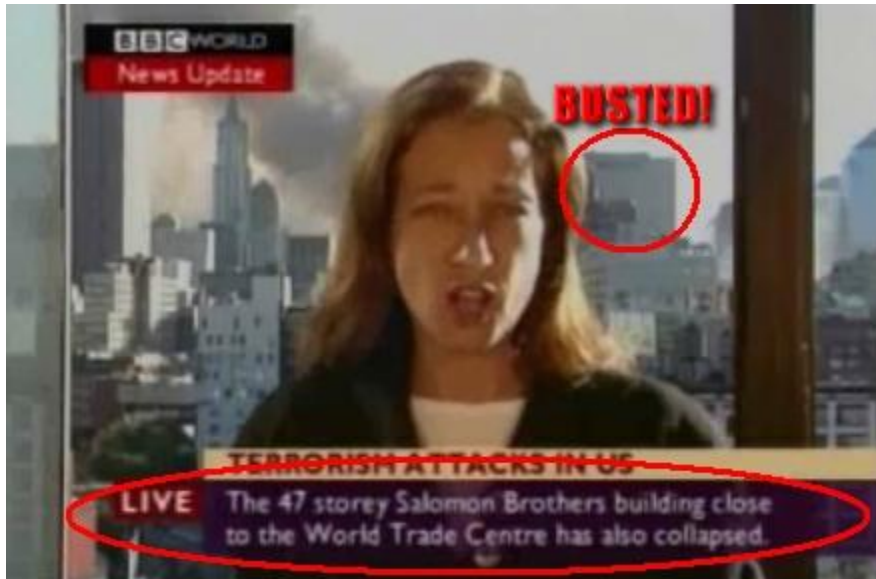 BBC WORLD
News Update
BUSTED!
TERRORISM ATTACKS IN US
LIVE
The 47 storey Salomon Brothers building close
to the World Trade Centre has also collapsed.